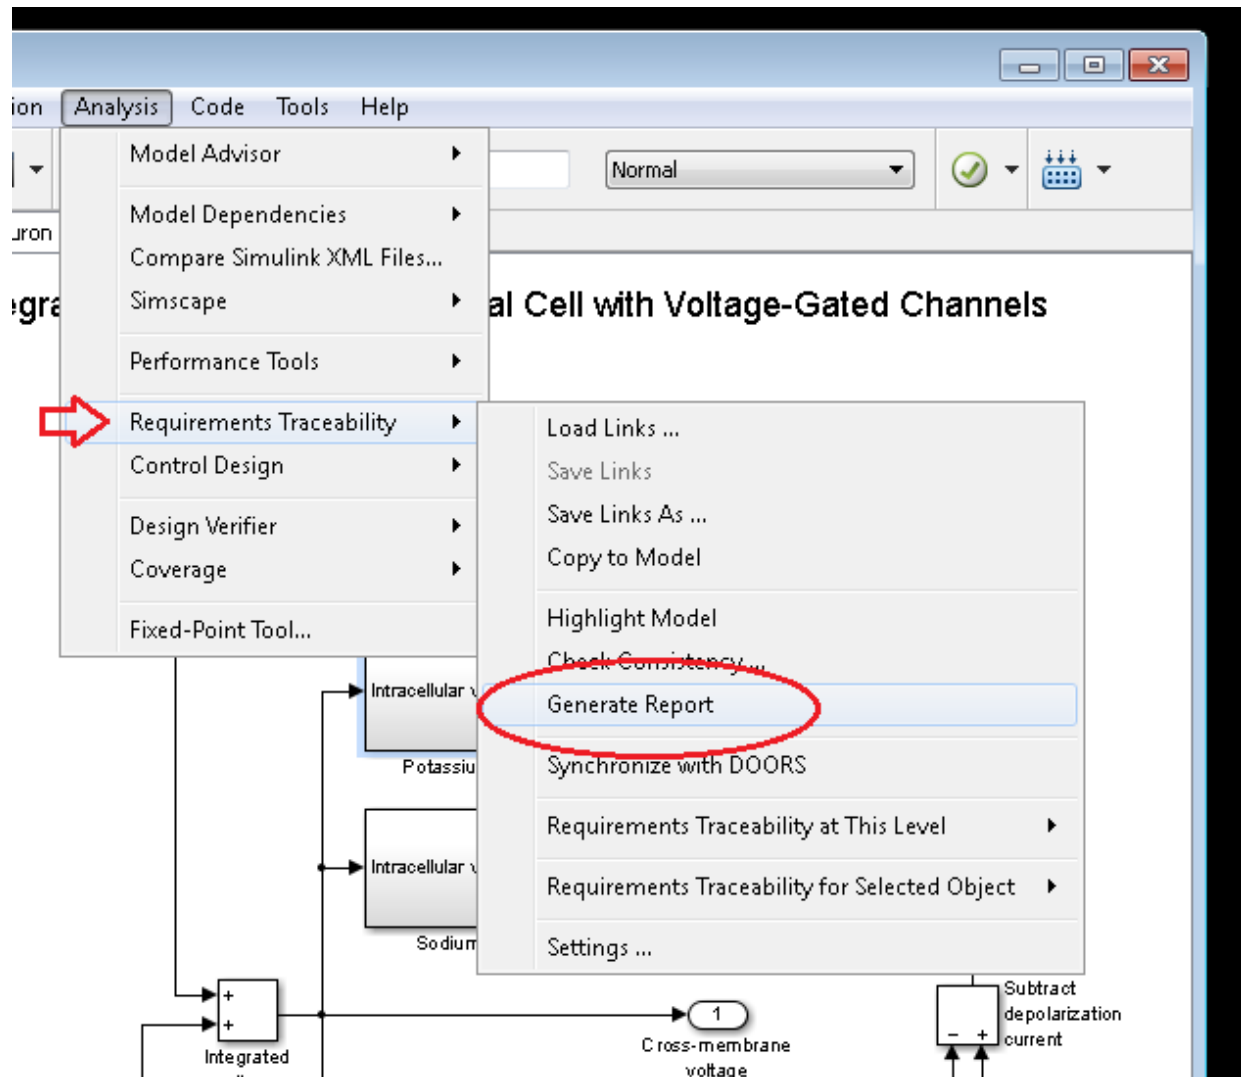 Analysis Code Tools Help
Normal
Model Advisor
Model Dependencies
Compare Simulink XML Files...
Simscape
al Cell with Voltage-Gated Channels
Performance Tools
Requirements Traceability
Control Design
Design Verifier
Coverage
Fixed-Point Tool...
Load Links ...
Save Links
Save Links As ...
Copy to Model
Highlight Model
Check Consistency ...
Generate Report
Synchronize with DOORS
Requirements Traceability at This Level
Requirements Traceability for Selected Object
Settings ...
Intracellular v
Potassiu
Intracellular v
Sodium
+
+
Integrated
1
Cross-membrane
voltage
- +
Subtract
depolarization
current